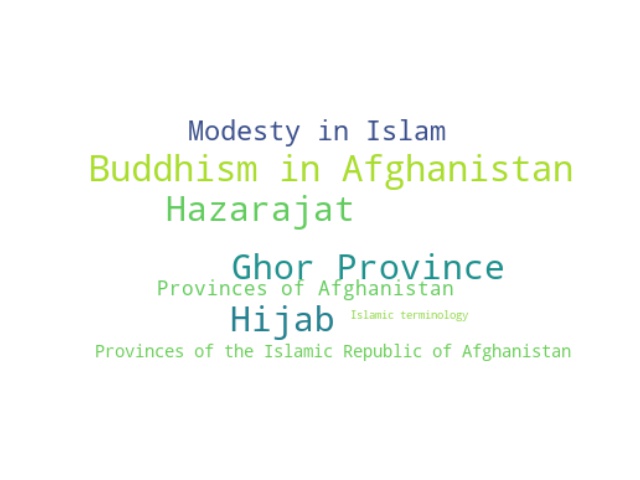 Modesty in Islam
Buddhism in Afghanistan
Hazarajat
Ghor Province
Provinces of Afghanistan
Hijab Islamic terminology
Provinces of the Islamic Republic of Afghanistan